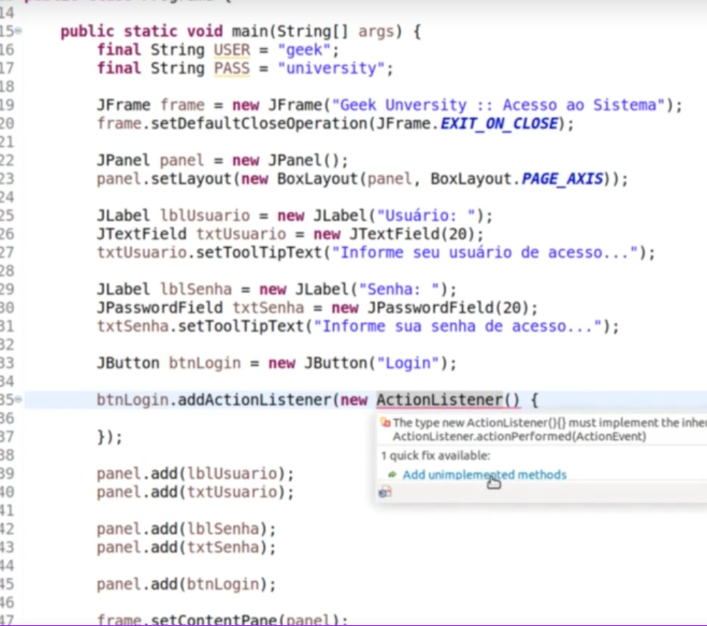 14
15 public static void main(String[] args) {
16 final String USER = "geek";
17 final String PASS = "university";
18
19 JFrame frame = new JFrame("Geek Unversity :: Acesso ao Sistema");
20 frame.setDefaultCloseOperation(JFrame.EXIT_ON_CLOSE);
21
22 JPanel panel = new JPanel();
23 panel.setLayout(new BoxLayout(panel, BoxLayout.PAGE_AXIS));
24
25 JLabel lblUsuario = new JLabel("Usuário: ");
26 JTextField txtUsuario = new JTextField(20);
27 txtUsuario.setToolTipText("Informe seu usuário de acesso...");
28
29 JLabel lblSenha = new JLabel("Senha: ");
30 JPasswordField txtSenha = new JPasswordField(20);
31 txtSenha.setToolTipText("Informe sua senha de acesso...");
32
33 JButton btnLogin = new JButton("Login");
34
35 btnLogin.addActionListener(new ActionListener() {
36
The type new ActionListener(){} must implement the inhe
37 });
ActionListener.actionPerformed(ActionEvent)
38
1 quick fix available:
39 panel.add(lblUsuario);
Add unimplemented methods
40 panel.add(txtUsuario);
41
42 panel.add(lblSenha);
43 panel.add(txtSenha);
44
45 panel.add(btnLogin);
46
47 frame.setContentPane(panel);